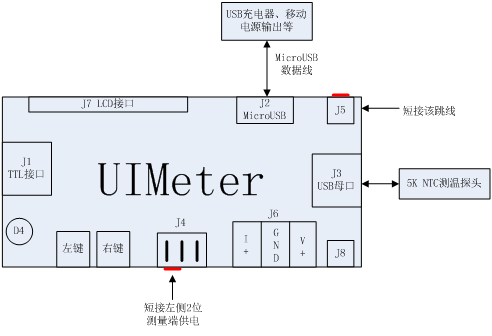 USB充电器、移动
电源输出等
MicroUSB
数据线
J7 LCD接口
J2
MicroUSB
J5
短接该跳线
J1
TTL接口
UIMeter
J3
USB母口
5K NTC测温探头
D4
左键
右键
J4
J6
I+
GND
V+
J8
短接左侧2位
测量端供电